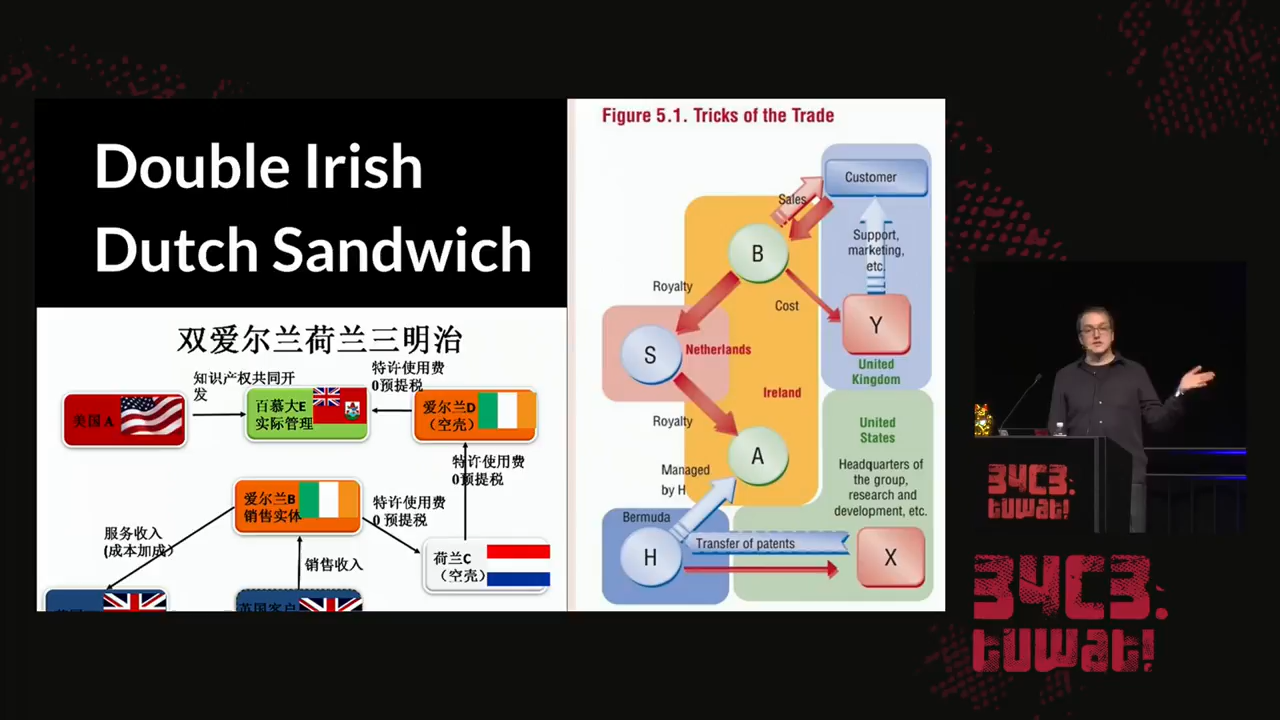 Double Irish
Dutch Sandwich
双爱尔兰荷兰三明治
知识产权共同开
发
特许使用费
0预提税
美国A
百慕大E
实际管理
爱尔兰D
(空壳)
特许使用费
0预提税
爱尔兰B
销售实体
特许使用费
0 预提税
服务收入
(成本加成)
荷兰C
(空壳)
销售收入
英国客户
Figure 5.1. Tricks of the Trade
Customer
Sales
B
Support,
marketing,
etc.
Royalty
Cost
Y
S
Netherlands
United
Kingdom
Ireland
Royalty
United
States
A
Managed
by H
Headquarters of
the group,
research and
development, etc.
Bermuda
H
Transfer of patents
X
34C3.
tuwat!
34C3.
tuwat!